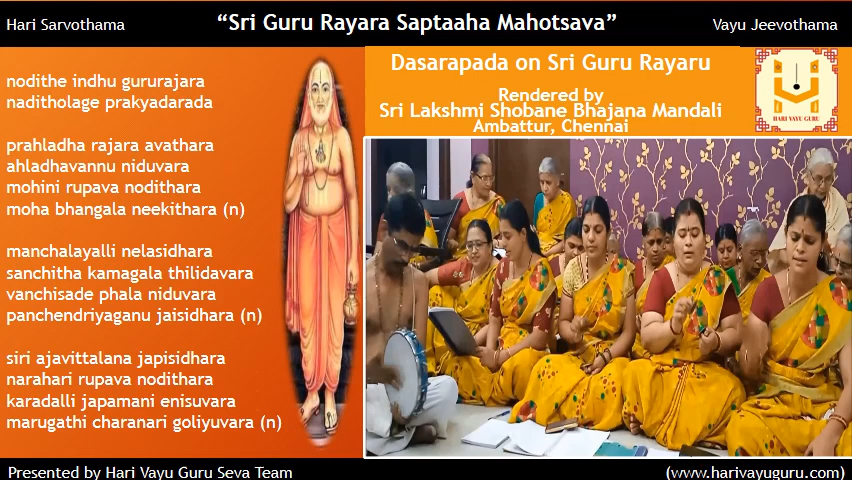 Hari Sarvothama
“Sri Guru Rayara Saptaaha Mahotsava”
Vayu Jeevothama
nodithe indhu gururajara
naditholage prakyadarada
prahladha rajara avathara
ahladhavannu niduvara
mohini rupava nodithara
moha bhangala neekithara (n)
manchalayalli nelasidhara
sanchitha kamagala thilidavara
vanchisade phala niduvara
panchendriyaganu jaisidhara (n)
siri ajavittalana japisidhara
narahari rupava nodithara
karadalli japamani enisuvara
marugathi charanari goliyuvara (n)
Dasarapada on Sri Guru Rayaru
Rendered by
Sri Lakshmi Shobane Bhajana Mandali
Ambattur, Chennai
HARI VAYU GURU
Presented by Hari Vayu Guru Seva Team
(www.harivayuguru.com)